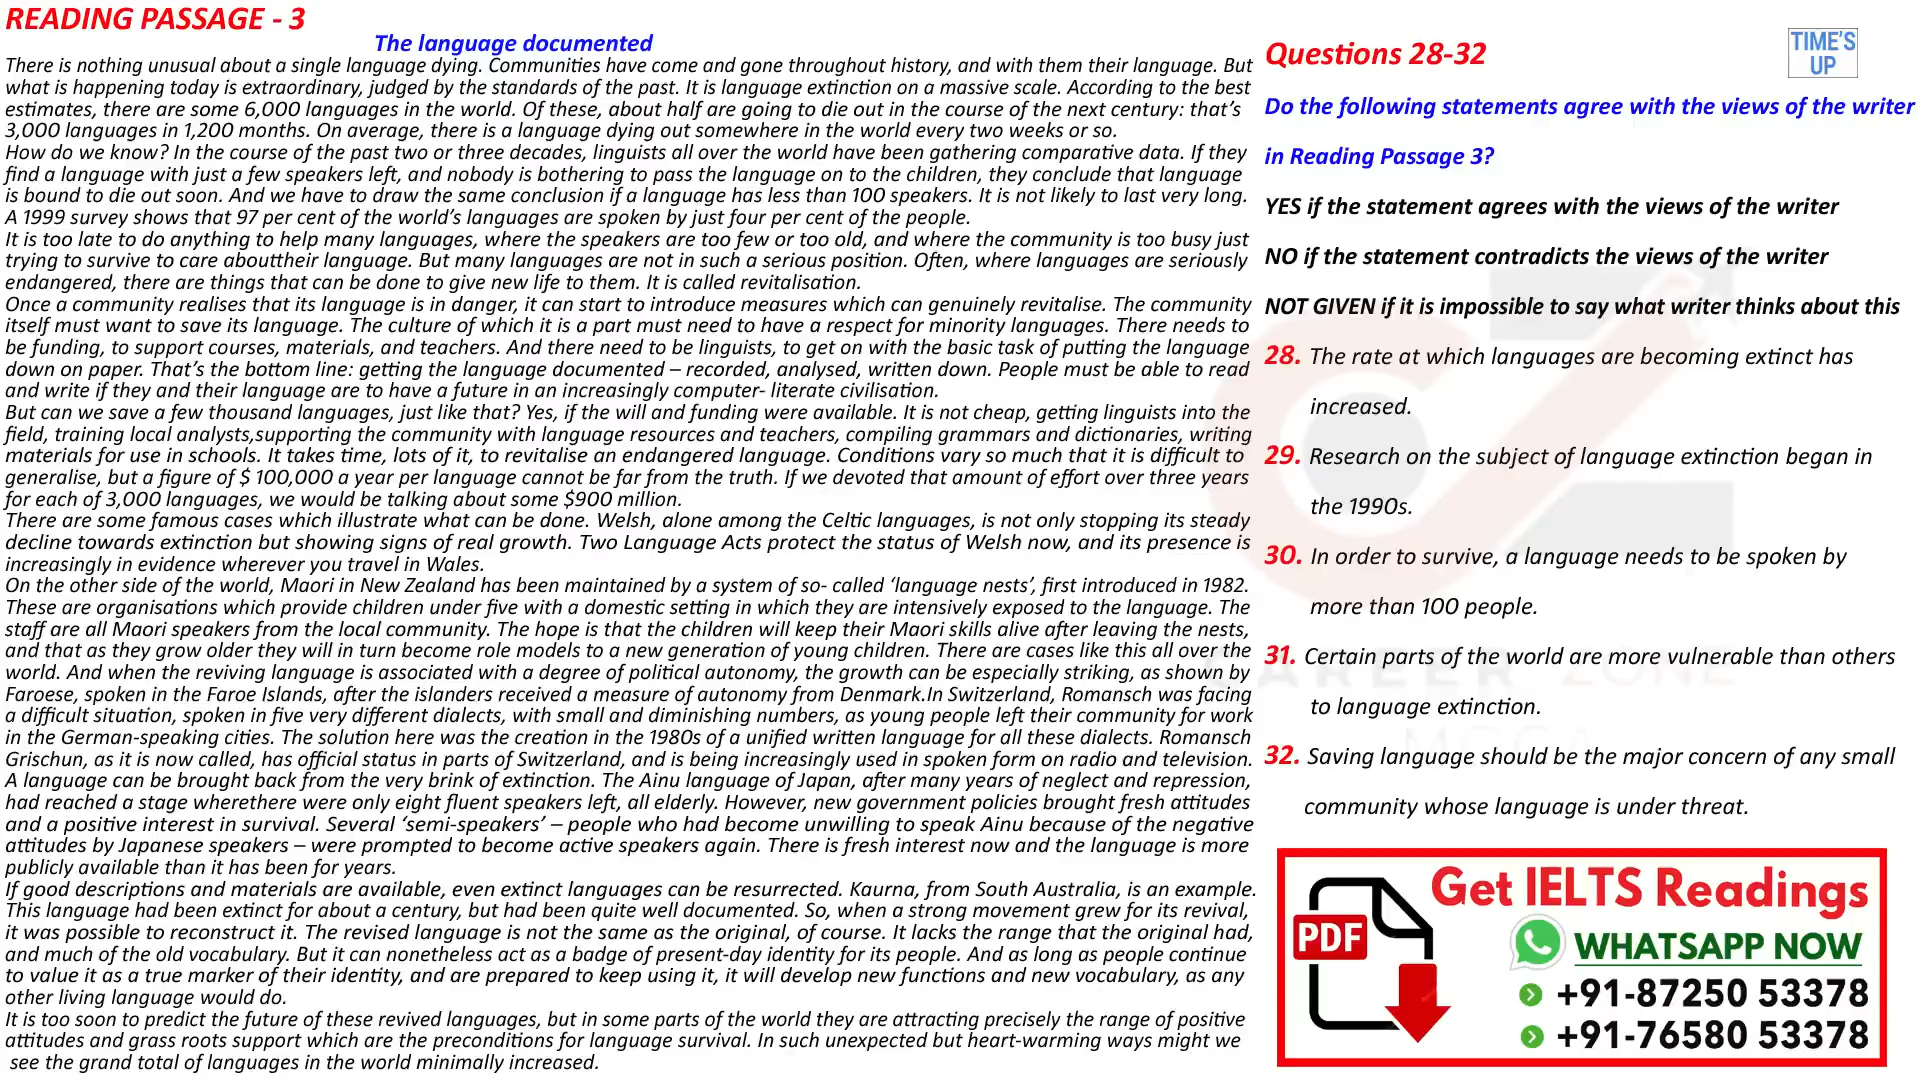 READING PASSAGE - 3
The language documented
There is nothing unusual about a single language dying. Communities have come and gone throughout history, and with them their language. But
what is happening today is extraordinary, judged by the standards of the past. It is language extinction on a massive scale. According to the best
estimates, there are some 6,000 languages in the world. Of these, about half are going to die out in the course of the next century: that's
3,000 languages in 1,200 months. On average, there is a language dying out somewhere in the world every two weeks or so.
How do we know? In the course of the past two or three decades, linguists all over the world have been gathering comparative data. If they
find a language with just a few speakers left, and nobody is bothering to pass the language on to the children, they conclude that language
is bound to die out soon. And we have to draw the same conclusion if a language has less than 100 speakers. It is not likely to last very long.
A 1999 survey shows that 97 per cent of the world's languages are spoken by just four per cent of the people.
It is too late to do anything to help many languages, where the speakers are too few or too old, and where the community is too busy just
trying to survive to care abouttheir language. But many languages are not in such a serious position. Often, where languages are seriously
endangered, there are things that can be done to give new life to them. It is called revitalisation.
Once a community realises that its language is in danger, it can start to introduce measures which can genuinely revitalise. The community
itself must want to save its language. The culture of which it is a part must need to have a respect for minority languages. There needs to
be funding, to support courses, materials, and teachers. And there need to be linguists, to get on with the basic task of putting the language
down on paper. That's the bottom line: getting the language documented – recorded, analysed, written down. People must be able to read
and write if they and their language are to have a future in an increasingly computer- literate civilisation.
But can we save a few thousand languages, just like that? Yes, if the will and funding were available. It is not cheap, getting linguists into the
field, training local analysts,supporting the community with language resources and teachers, compiling grammars and dictionaries, writing
materials for use in schools. It takes time, lots of it, to revitalise an endangered language. Conditions vary so much that it is difficult to
generalise, but a figure of $ 100,000 a year per language cannot be far from the truth. If we devoted that amount of effort over three years
for each of 3,000 languages, we would be talking about some $900 million.
There are some famous cases which illustrate what can be done. Welsh, alone among the Celtic languages, is not only stopping its steady
decline towards extinction but showing signs of real growth. Two Language Acts protect the status of Welsh now, and its presence is
increasingly in evidence wherever you travel in Wales.
On the other side of the world, Maori in New Zealand has been maintained by a system of so- called 'language nests', first introduced in 1982.
These are organisations which provide children under five with a domestic setting in which they are intensively exposed to the language. The
staff are all Maori speakers from the local community. The hope is that the children will keep their Maori skills alive after leaving the nests,
and that as they grow older they will in turn become role models to a new generation of young children. There are cases like this all over the
world. And when the reviving language is associated with a degree of political autonomy, the growth can be especially striking, as shown by
Faroese, spoken in the Faroe Islands, after the islanders received a measure of autonomy from Denmark.In Switzerland, Romansch was facing
a difficult situation, spoken in five very different dialects, with small and diminishing numbers, as young people left their community for work
in the German-speaking cities. The solution here was the creation in the 1980s of a unified written language for all these dialects. Romansch
Grischun, as it is now called, has official status in parts of Switzerland, and is being increasingly used in spoken form on radio and television.
A language can be brought back from the very brink of extinction. The Ainu language of Japan, after many years of neglect and repression,
had reached a stage wherethere were only eight fluent speakers left, all elderly. However, new government policies brought fresh attitudes
and a positive interest in survival. Several 'semi-speakers' – people who had become unwilling to speak Ainu because of the negative
attitudes by Japanese speakers – were prompted to become active speakers again. There is fresh interest now and the language is more
publicly available than it has been for years.
If good descriptions and materials are available, even extinct languages can be resurrected. Kaurna, from South Australia, is an example.
This language had been extinct for about a century, but had been quite well documented. So, when a strong movement grew for its revival,
it was possible to reconstruct it. The revised language is not the same as the original, of course. It lacks the range that the original had,
and much of the old vocabulary. But it can nonetheless act as a badge of present-day identity for its people. And as long as people continue
to value it as a true marker of their identity, and are prepared to keep using it, it will develop new functions and new vocabulary, as any
other living language would do.
It is too soon to predict the future of these revived languages, but in some parts of the world they are attracting precisely the range of positive
attitudes and grass roots support which are the preconditions for language survival. In such unexpected but heart-warming ways might we
see the grand total of languages in the world minimally increased.
Questions 28-32
TIME'S
UP
Do the following statements agree with the views of the writer
in Reading Passage 3?
YES if the statement agrees with the views of the writer
NO if the statement contradicts the views of the writer
NOT GIVEN if it is impossible to say what writer thinks about this
28. The rate at which languages are becoming extinct has
increased.
29. Research on the subject of language extinction began in
the 1990s.
30. In order to survive, a language needs to be spoken by
more than 100 people.
31. Certain parts of the world are more vulnerable than others
to language extinction.
32. Saving language should be the major concern of any small
community whose language is under threat.
CAREER ZONE
MOGA
PDF
Get IELTS Readings
WHATSAPP NOW
+91-87250 53378
+91-76580 53378